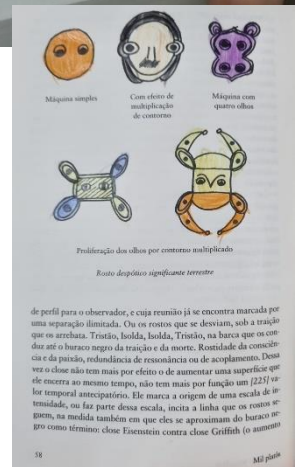 Máquina simples
Com efeito de
multiplicação
de contorno
Máquina com
quatro olhos
Proliferação dos olhos por contorno multiplicado
Rosto despótico significante terrestre
de perfil para o observador, e cuja reunião já se encontra marcada por
uma separação ilimitada. Ou os rostos que se desviam, sob a traição
que os arrebata. Tristão, Isolda, Isolda, Tristão, na barca que os con-
duz até o buraco negro da traição e da morte. Rostidade da consciên-
cia e da paixão, redundância de ressonância ou de acoplamento. Dessa
vez o close não tem mais por efeito o de aumentar uma superfície que
ele encerra ao mesmo tempo, não tem mais por função um [225] va-
lor temporal antecipatório. Ele marca a origem de uma escala de in-
tensidade, ou faz parte dessa escala, incita a linha que os rostos se-
guem, na medida também em que eles se aproximam do buraco ne-
gro como término: close Eisenstein contra close Griffith (o aumento
58
Mil platôs